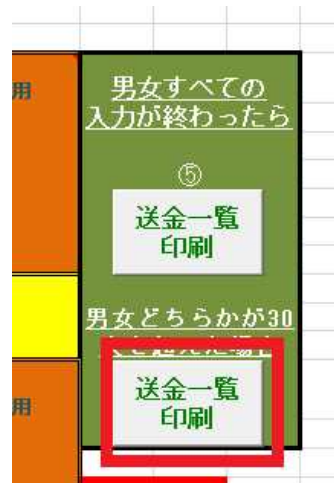 用
男女すべての
入力が終わったら
⑤
送金一覧
印刷
男女どちらかが30
用
送金一覧
印刷